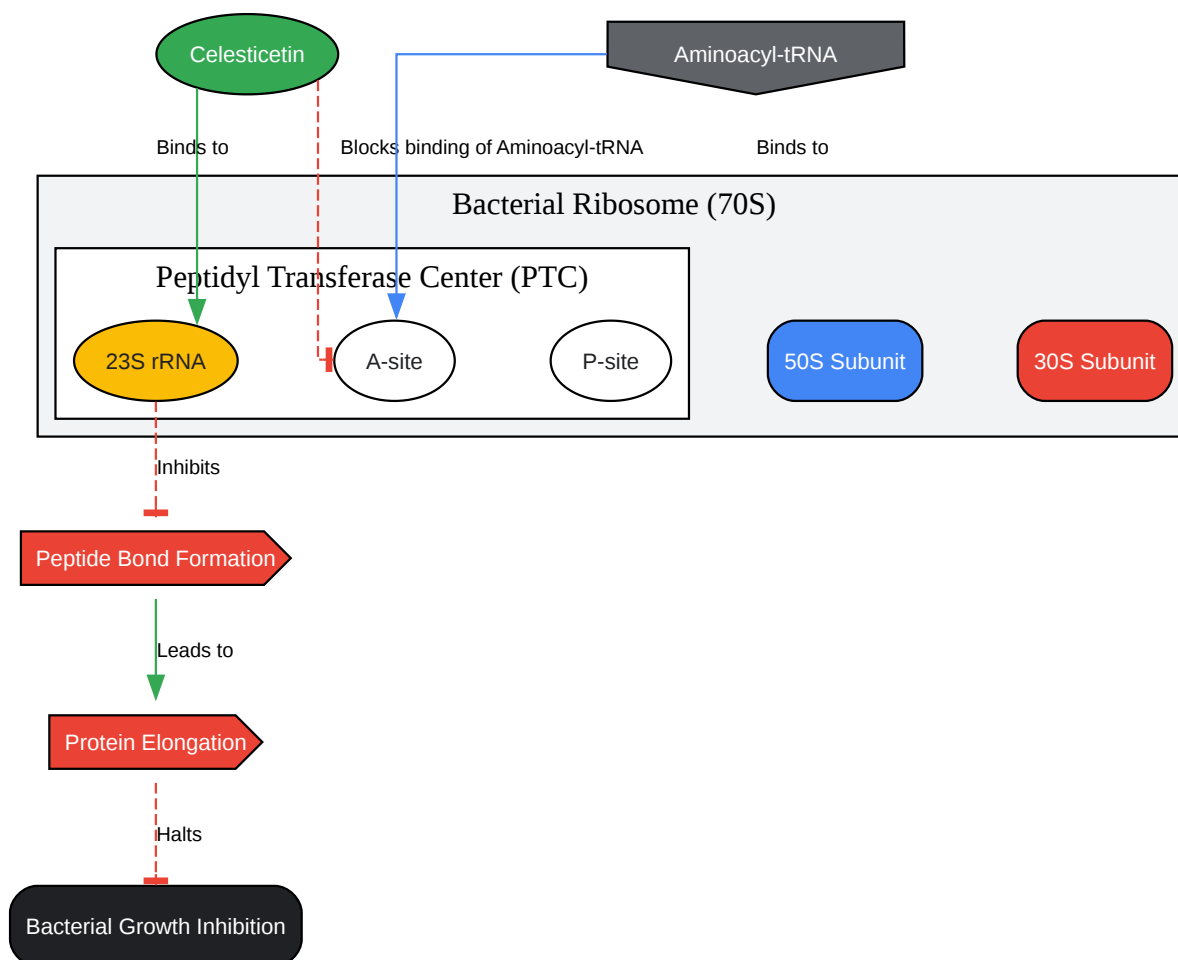 Celesticetin
Aminoacyl-tRNA
Binds to
Blocks binding of Aminoacyl-tRNA
Binds to
Bacterial Ribosome (70S)
Peptidyl Transferase Center (PTC)
23S rRNA
A-site
P-site
50S Subunit
30S Subunit
Inhibits
Peptide Bond Formation
Leads to
Protein Elongation
Halts
Bacterial Growth Inhibition